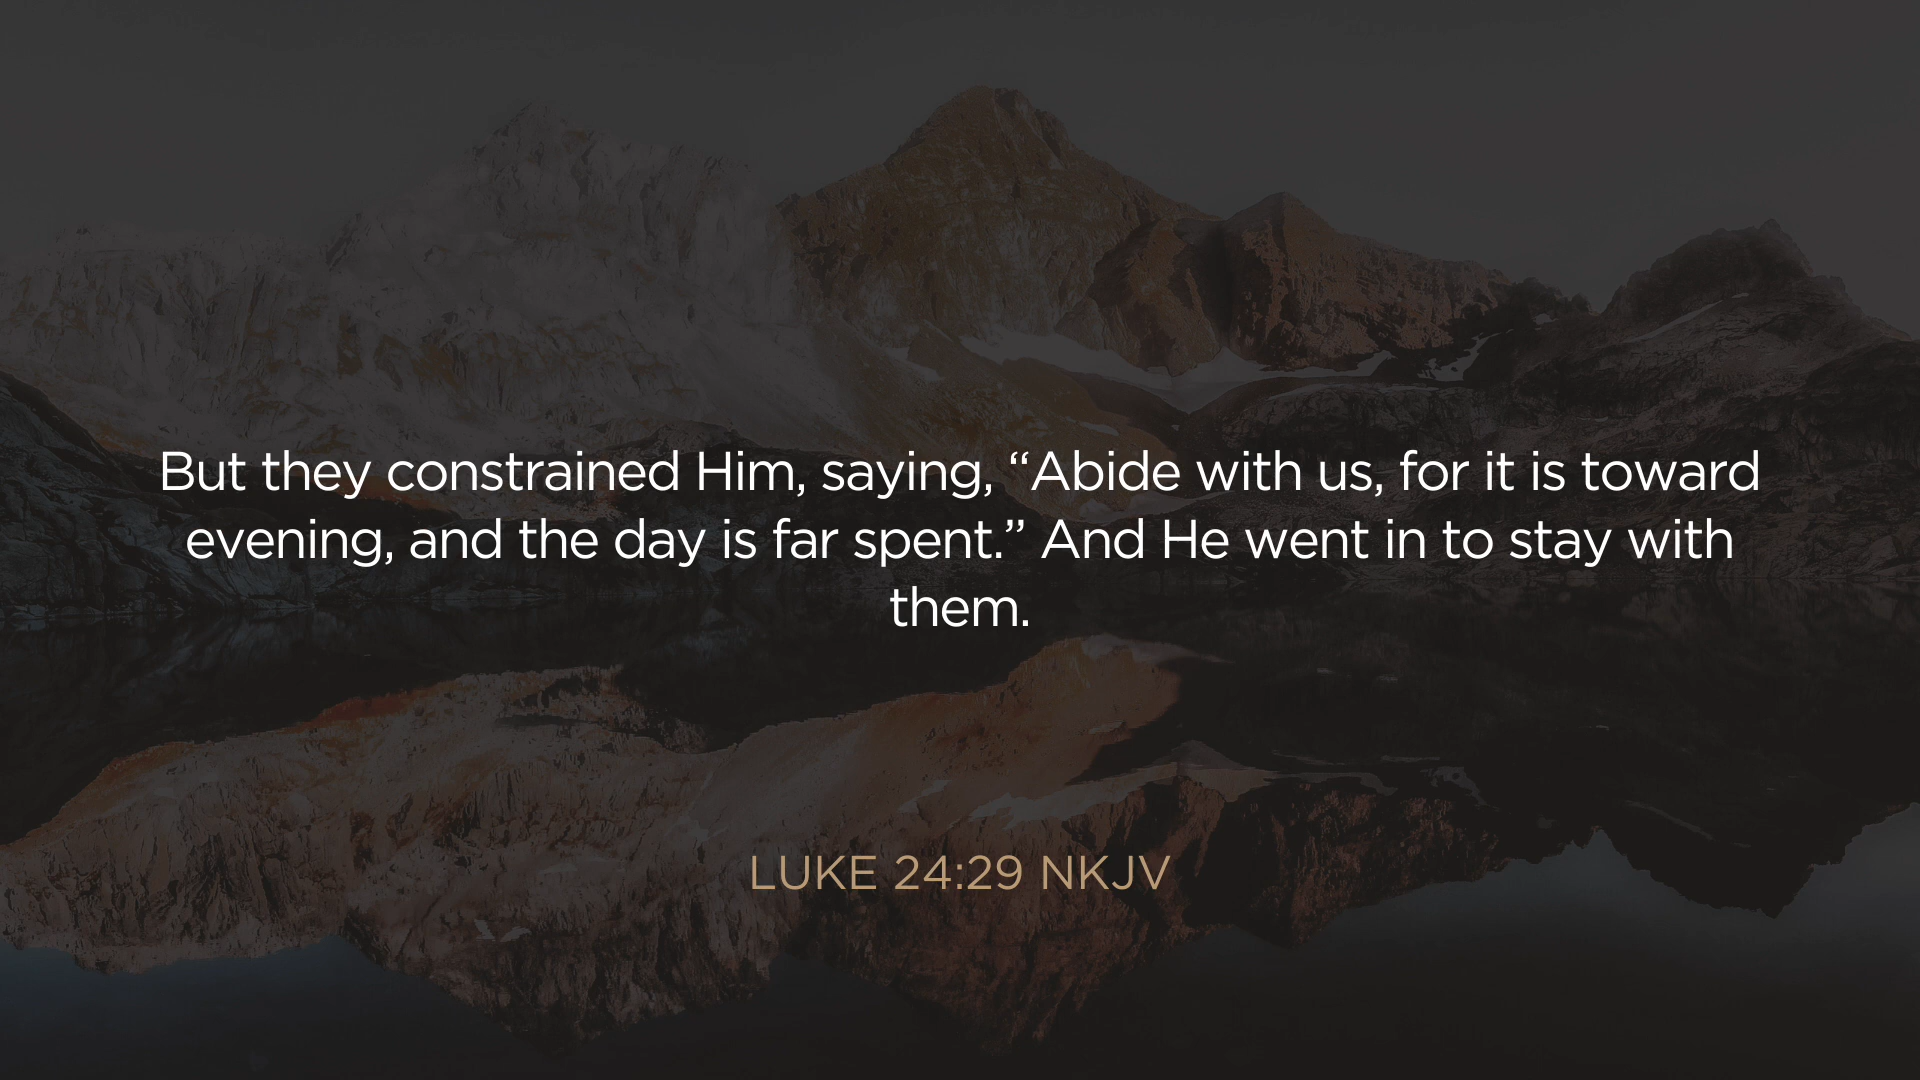 But they constrained Him, saying, “Abide with us, for it is toward
evening, and the day is far spent.” And He went in to stay with
them.
LUKE 24:29 NKJV